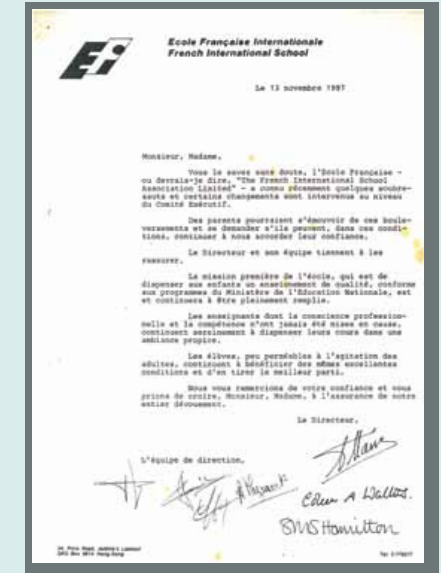 Ecole Française Internationale
French International School
Le 13 novembre 1997
Monsieur, Madame,
Vous le savez sans doute, l'Ecole Française -
ou devrais-je dire, "The French International School
Association Limited" - a connu récemment quelques soubre-
sauts et certains changements sont intervenus au niveau
du Comité Exécutif.
Des parents pourraient s'émouvoir de ces boule-
versements et se demander s'ils peuvent, dans ces condi-
tions, continuer à nous accorder leur confiance.
Le Directeur et son équipe tiennent à les
rassurer.
La mission première de l'école, qui est de
dispenser aux enfants un enseignement de qualité, conforme
aux programmes du Ministère de l'Education Nationale, est
et continuera à être pleinement remplie.
Les enseignants dont la conscience profession-
nelle et la compétence n'ont jamais été mises en cause,
continuent sereinement à dispenser leurs cours dans une
ambiance propice.
Les élèves, peu perméables à l'agitation des
adultes, continuent à bénéficier des mêmes excellentes
conditions et d'en tirer le meilleur parti.
Nous vous remercions de votre confiance et vous
prions de croire, Monsieur, Madame, à l'assurance de notre
entier dévouement.
Le Directeur,
L'équipe de direction,
SMS Hamilton